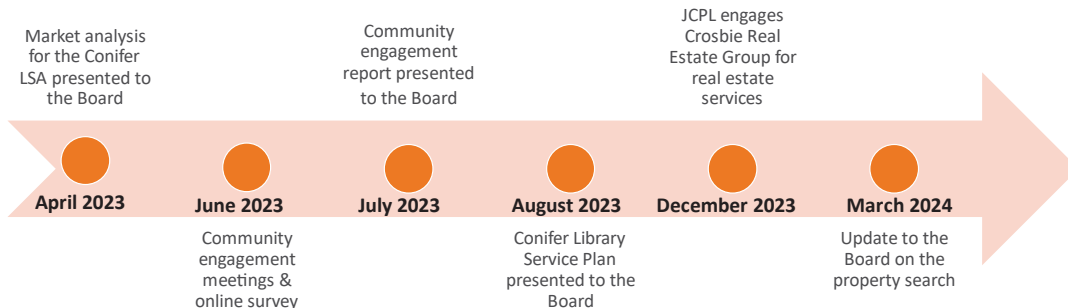 Market analysis
for the Conifer
LSA presented to
the Board
Community
engagement
report presented
to the Board
JCPL engages
Crosbie Real
Estate Group for
real estate
services
April 2023
June 2023
July 2023
August 2023
December 2023
March 2024
Community
engagement
meetings &
online survey
Conifer Library
Service Plan
presented to the
Board
Update to the
Board on the
property search